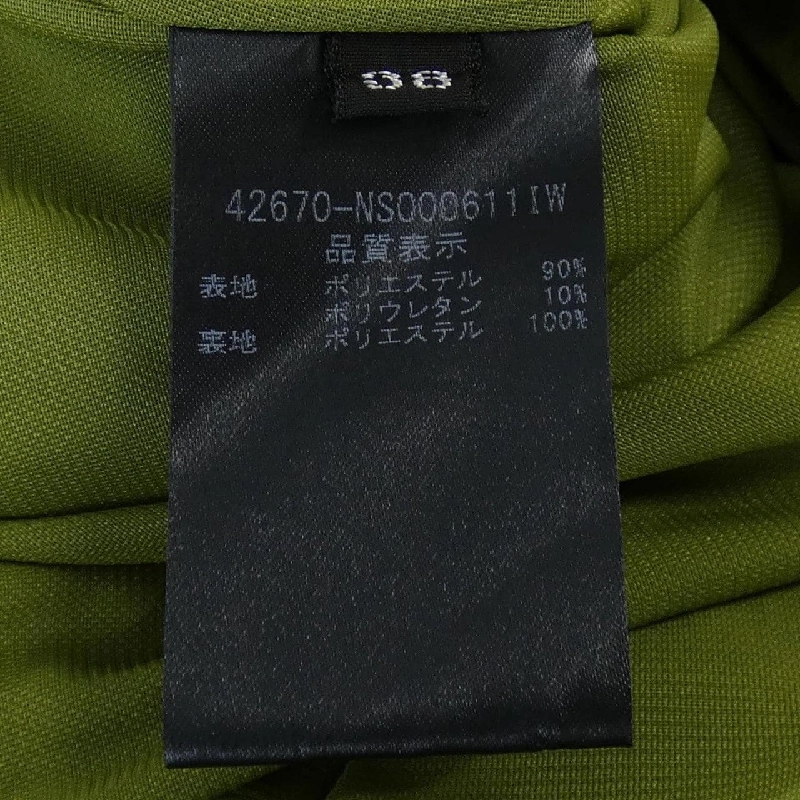 42670-NS000611IW
品質表示
表地 ポリエステル 90%
ポリウレタン 10%
裏地 ポリエステル 100%